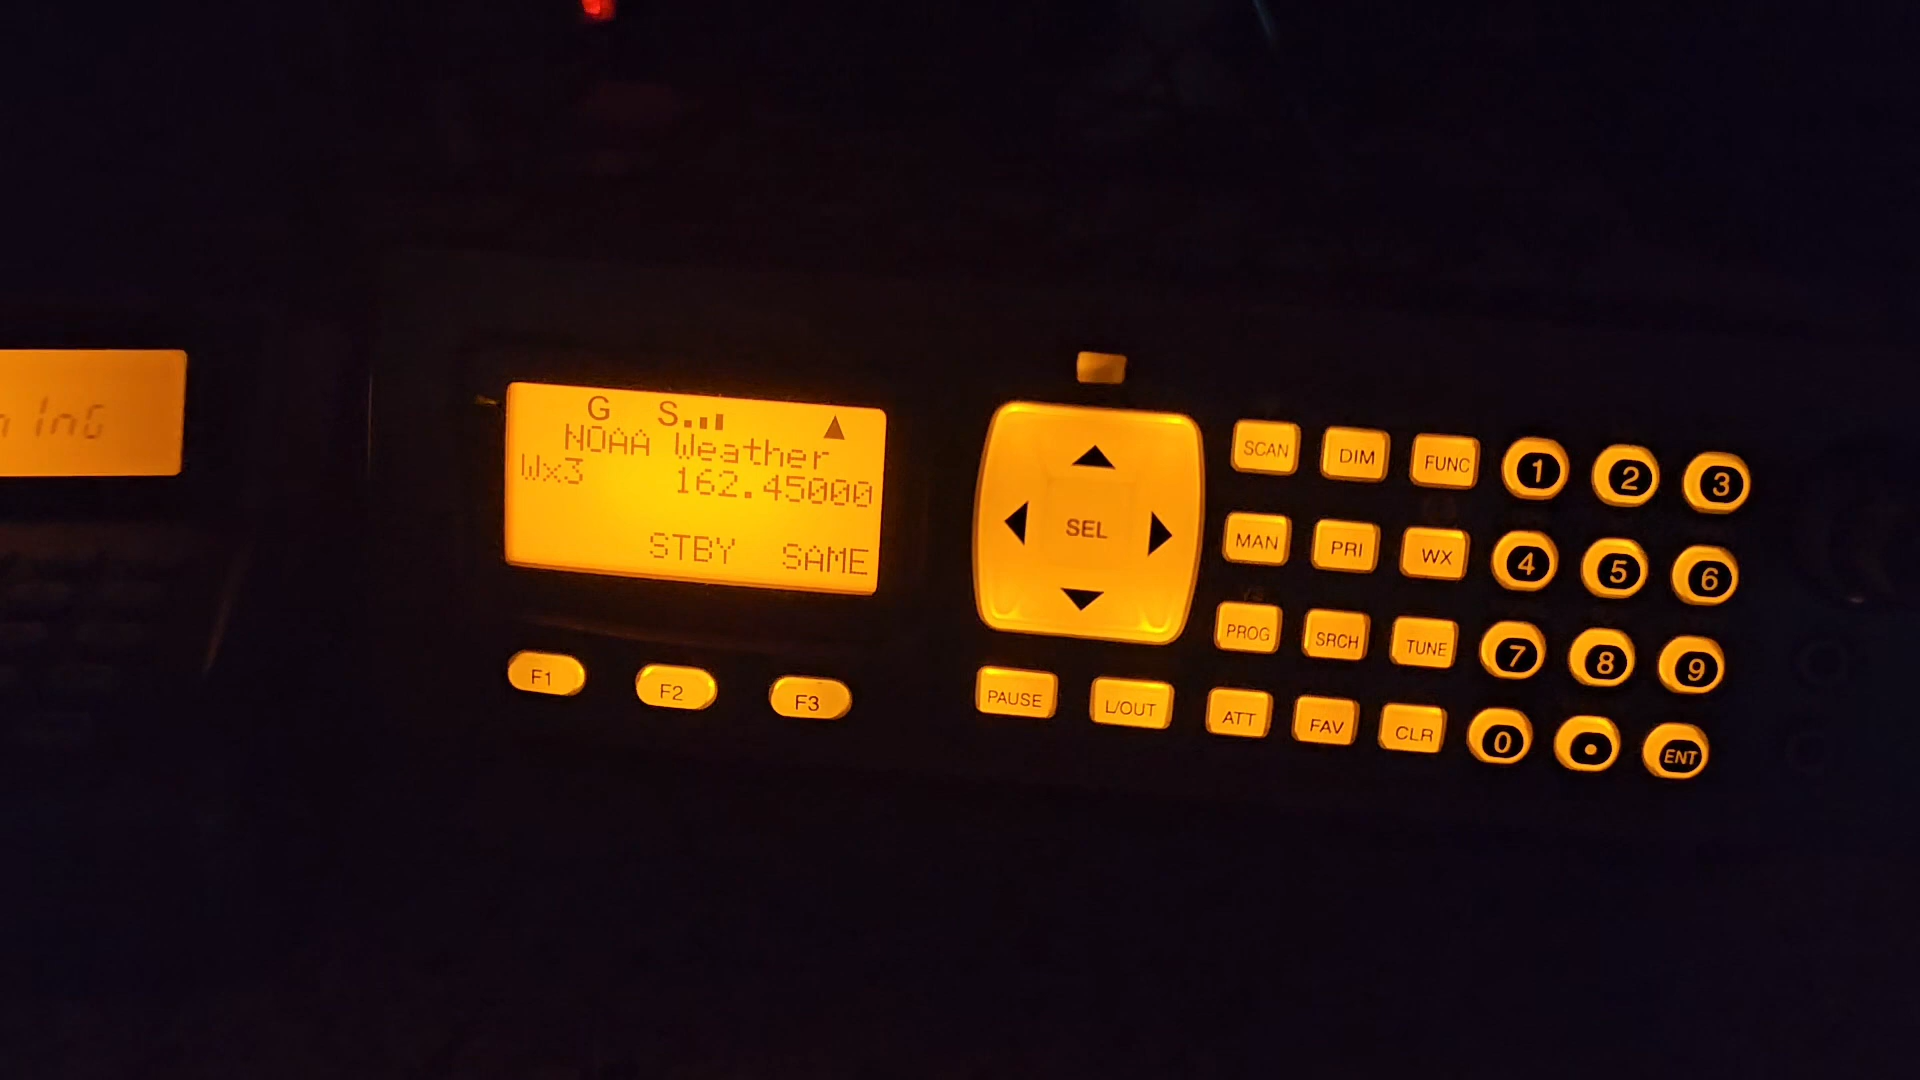 InG
G S
NOAA Weather
Wx3 162.45000
STBY SAME
F1 F2 F3
SEL
PAUSE L/OUT
SCAN DIM FUNC 1 2 3
MAN PRI WX 4 5 6
PROG SRCH TUNE 7 8 9
ATT FAV CLR 0 • ENT